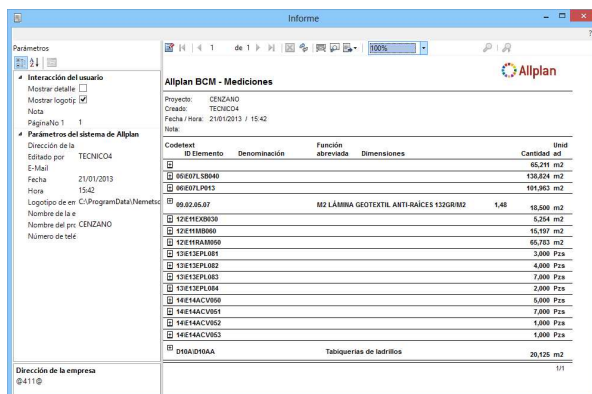 Informe
?
Parámetros
1 de 1 100%
Interacción del usuario
Mostrar detalle
Mostrar logotip
Nota
PáginaNo 1 1
Parámetros del sistema de Allplan
Dirección de la
Editado por TECNICO4
E-Mail
Fecha 21/01/2013
Hora 15:42
Logotipo de em C:\ProgramData\Nemetsc
Nombre de la e
Nombre del prc CENZANO
Número de telé
Dirección de la empresa
@411@
Allplan
Allplan BCM - Mediciones
Proyecto: CENZANO
Creado: TECNICO4
Fecha / Hora: 21/01/2013 / 15:42
Nota:
Codetext Función Unid
ID Elemento Denominación abreviada Dimensiones Cantidad ad
65,211 m2
05\E07LSB040 138,824 m2
06\E07LP013 101,963 m2
09.02.05.07 M2 LÁMINA GEOTEXTIL ANTI-RAÍCES 132GR/M2 1,48 18,500 m2
12\E11EXB030 5,254 m2
12\E11MB060 15,197 m2
12\E11RAM050 65,783 m2
13\E13EPL081 3,000 Pzs
13\E13EPL082 4,000 Pzs
13\E13EPL083 7,000 Pzs
13\E13EPL084 2,000 Pzs
14\E14ACV050 5,000 Pzs
14\E14ACV051 7,000 Pzs
14\E14ACV052 1,000 Pzs
14\E14ACV053 1,000 Pzs
D10A\D10AA Tabiquerias de ladrillos 20,125 m2
1/1